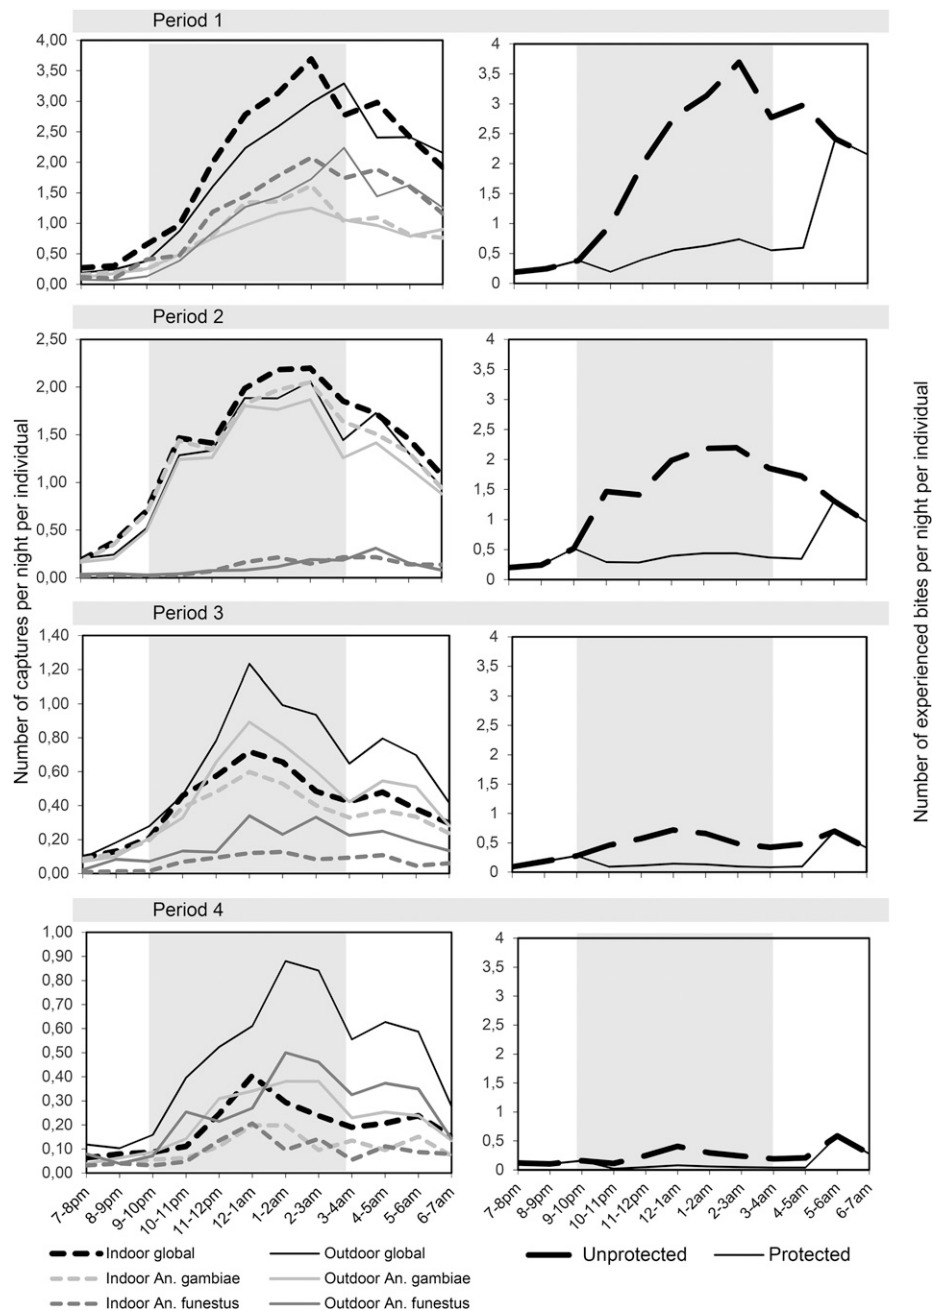 Period 1
4,00
3,50
3,00
2,50
2,00
1,50
1,00
0,50
0,00
4
3,5
3
2,5
2
1,5
1
0,5
0
Period 2
2,50
2,00
1,50
1,00
0,50
0,00
4
3,5
3
2,5
2
1,5
1
0,5
0
Number of captures per night per individual
Number of experienced bites per night per individual
Period 3
1,40
1,20
1,00
0,80
0,60
0,40
0,20
0,00
4
3,5
3
2,5
2
1,5
1
0,5
0
Period 4
1,00
0,90
0,80
0,70
0,60
0,50
0,40
0,30
0,20
0,10
0,00
7-8pm
8-9pm
9-10pm
10-11pm
11-12pm
12-1am
1-2am
2-3am
3-4am
4-5am
5-6am
6-7am
4
3,5
3
2,5
2
1,5
1
0,5
0
7-8pm
8-9pm
9-10pm
10-11pm
11-12pm
12-1am
1-2am
2-3am
3-4am
4-5am
5-6am
6-7am
Indoor global
Outdoor global
Indoor An. gambiae
Outdoor An. gambiae
Indoor An. funestus
Outdoor An. funestus
Unprotected
Protected